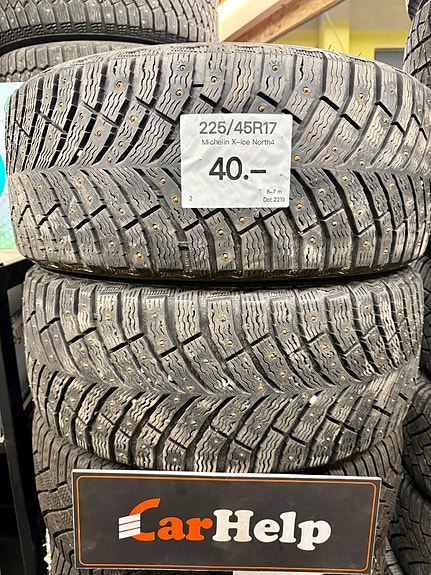 225/45R17
Michelin X-Ice North4
40.–
2
6-7 m
Dot 2219
CarHelp